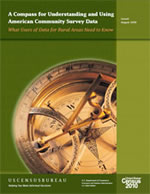 A Compass for Understanding and Using
American Community Survey Data
What Users of Data for Rural Areas Need to Know
USCENSUSBUREAU
Census
2010